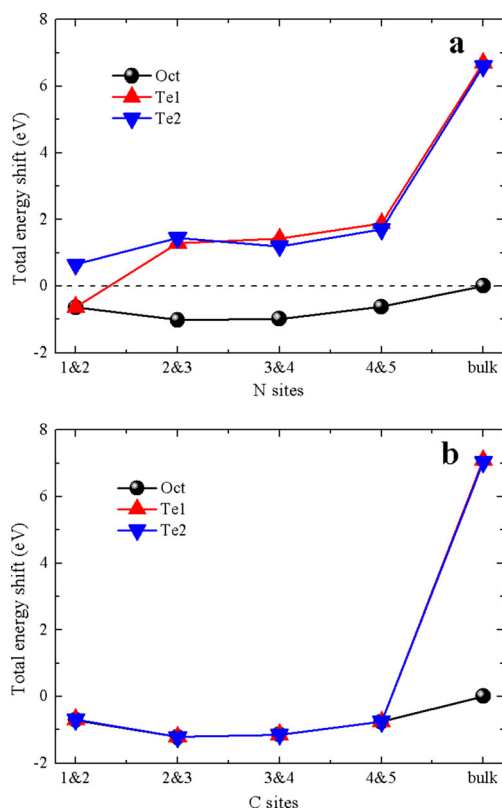 a
8
6
4
2
0
-2
Total energy shift (eV)
Oct
Te1
Te2
1&2 2&3 3&4 4&5 bulk
N sites
b
8
6
4
2
0
-2
Total energy shift (eV)
Oct
Te1
Te2
1&2 2&3 3&4 4&5 bulk
C sites